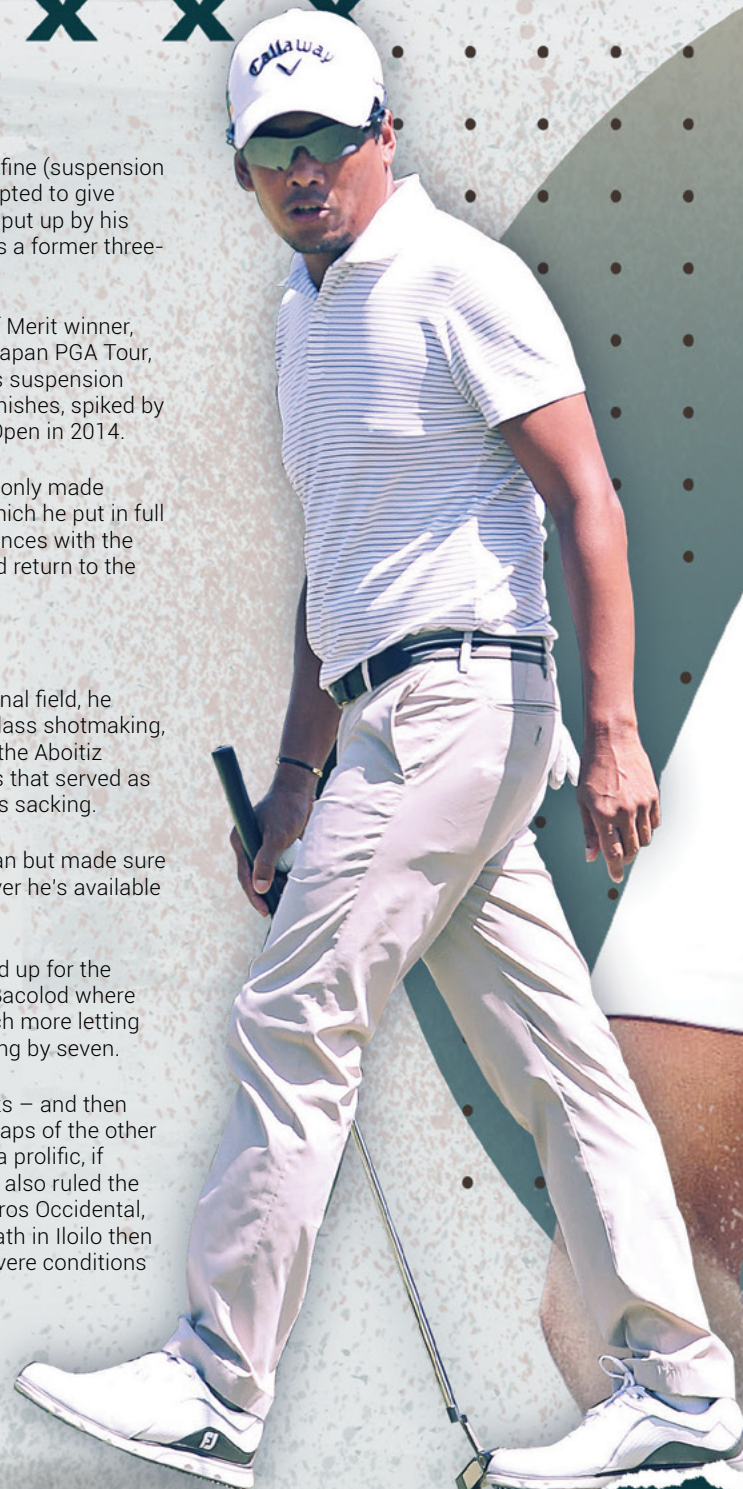 X X X
Callaway
fine (suspension
pted to give
put up by his
s a former three-
Merit winner,
apan PGA Tour,
s suspension
nishes, spiked by
Open in 2014.
only made
hich he put in full
nces with the
d return to the
nal field, he
lass shotmaking,
the Aboitiz
s that served as
s sacking.
an but made sure
ver he's available
d up for the
Bacolod where
ch more letting
ng by seven.
ts – and then
aps of the other
a prolific, if
also ruled the
ros Occidental,
ath in Iloilo then
vere conditions
FJ